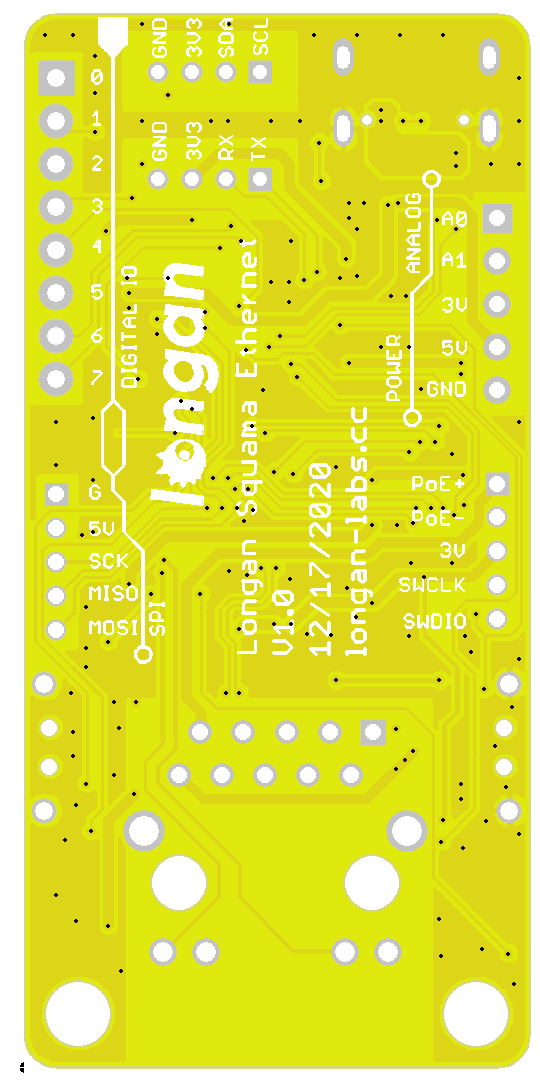 GND 3V3 SDA SCL
GND 3V3 RX TX
0
1
2
3
4
5
6
7
DIGITAL IO
ANALOG
A0
A1
POWER
3V
5V
GND
longan
Longan Squama Ethernet
V1.0
12/17/2020
longan-labs.cc
G
5V
SCK
MISO
MOSI
SPI
PoE+
PoE-
3V
SWCLK
SWDIO